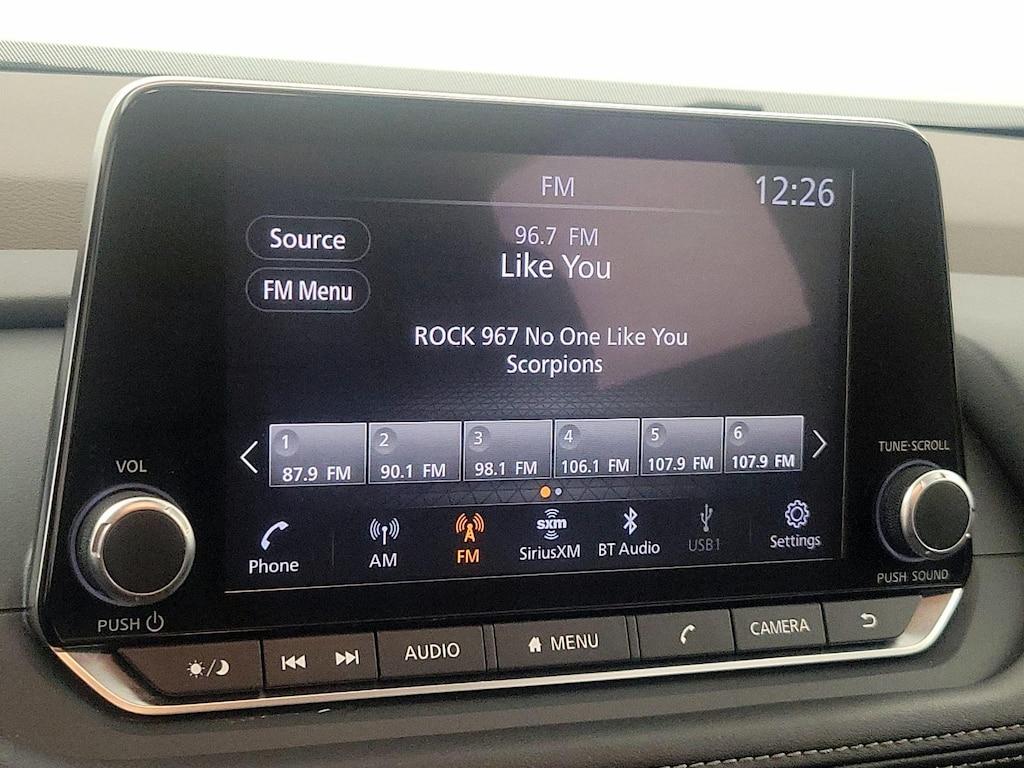 FM
12:26
Source
96.7 FM
Like You
FM Menu
ROCK 967 No One Like You
Scorpions
1
87.9 FM
2
90.1 FM
3
98.1 FM
4
106.1 FM
5
107.9 FM
6
107.9 FM
VOL
TUNE·SCROLL
Phone
AM
FM
sxm
SiriusXM
BT Audio
USB1
Settings
PUSH
PUSH SOUND
AUDIO
MENU
CAMERA